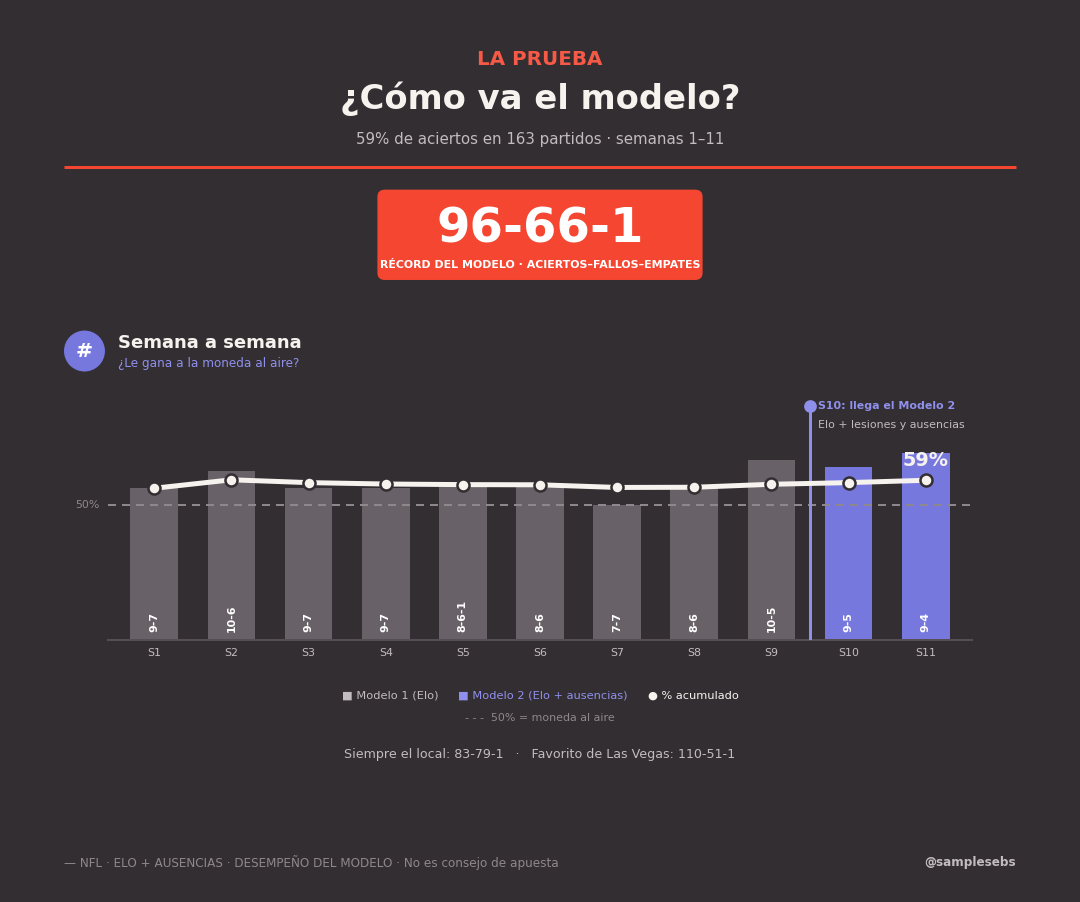 LA PRUEBA
¿Cómo va el modelo?
59% de aciertos en 163 partidos · semanas 1–11
96-66-1
RÉCORD DEL MODELO · ACIERTOS–FALLOS–EMPATES
#
Semana a semana
¿Le gana a la moneda al aire?
S10: llega el Modelo 2
Elo + lesiones y ausencias
59%
50%
9-7
10-6
9-7
9-7
8-6-1
8-6
7-7
8-6
10-5
9-5
9-4
S1
S2
S3
S4
S5
S6
S7
S8
S9
S10
S11
■ Modelo 1 (Elo) ■ Modelo 2 (Elo + ausencias) ● % acumulado
- - - 50% = moneda al aire
Siempre el local: 83-79-1 · Favorito de Las Vegas: 110-51-1
— NFL · ELO + AUSENCIAS · DESEMPEÑO DEL MODELO · No es consejo de apuesta
@samplesebs